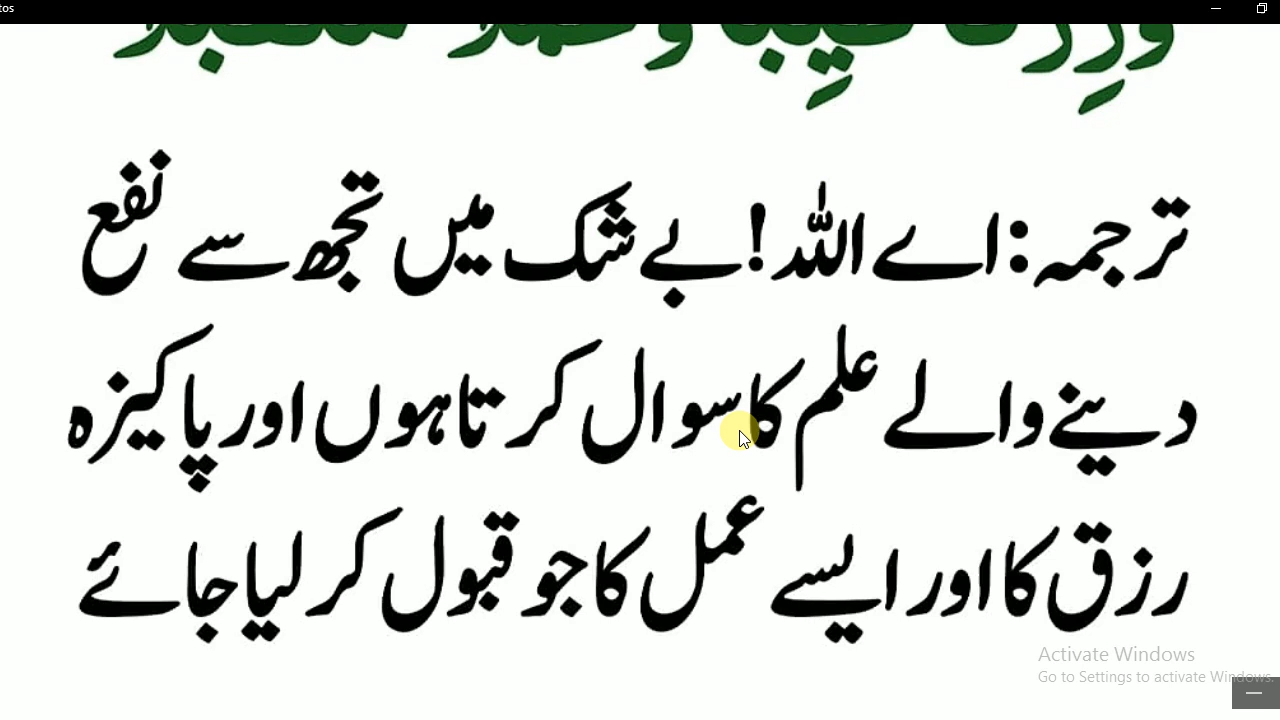 tos
ترجمہ: اے اللہ! بے شک میں تجھ سے نفع
دینے والے علم کا سوال کرتا ہوں اور پاکیزہ
رزق کا اور ایسے عمل کا جو قبول کر لیا جائے
Activate Windows
Go to Settings to activate Windows.